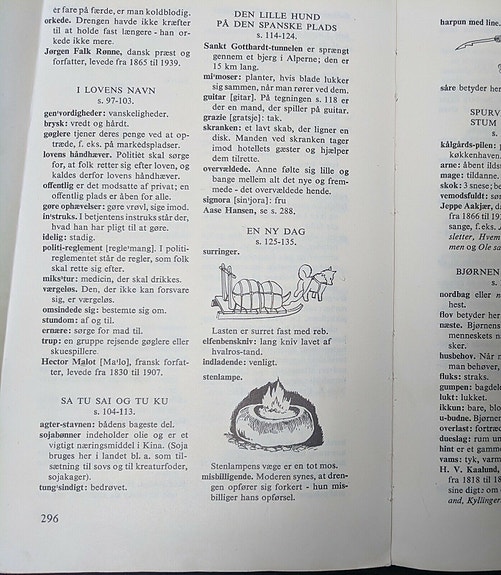 er fare på færde, er man koldblodig.
orkede. Drengen havde ikke kræfter
til at holde fast længere - han or-
kede ikke mere.
Jørgen Falk Rønne, dansk præst og
forfatter, levede fra 1865 til 1939.
I LOVENS NAVN
s. 97-103.
gen'vordigheder: vanskeligheder.
brysk: vredt og hårdt.
gøglere tjener deres penge ved at op-
træde, f. eks. på markedspladser.
lovens håndhæver. Politiet skal sørge
for, at folk retter sig efter loven, og
kaldes derfor lovens håndhæver.
offentlig er det modsatte af privat; en
offentlig plads er åben for alle.
gøre ophævelser: gøre vrøvl, sige imod.
in'struks. I betjentens instruks står der,
hvad han har pligt til at gøre.
idelig: stadig.
politi-reglement [regle'mang]. I politi-
reglementet står de regler, som folk
skal rette sig efter.
miks'tur: medicin, der skal drikkes.
værgeløs. Den, der ikke kan forsvare
sig, er værgeløs.
omsindede sig: bestemte sig om.
stundom: af og til.
ernære: sørge for mad til.
trup: en gruppe rejsende gøglere eller
skuespillere.
Hector Malot [Ma'lo], fransk forfat-
ter, levede fra 1830 til 1907.
SA TU SAI OG TU KU
s. 104-113.
agter-stavnen: bådens bageste del.
sojabønner indeholder olie og er et
vigtigt næringsmiddel i Kina. (Soja
bruges her i landet bl. a. som til-
sætning til sovs og til kreaturfoder,
sojakager).
tung'sindigt: bedrøvet.
296
DEN LILLE HUND
PÅ DEN SPANSKE PLADS
s. 114-124.
Sankt Gotthardt-tunnelen er sprængt
gennem et bjerg i Alperne; den er
15 km lang.
mi'moser: planter, hvis blade lukker
sig sammen, når man rører ved dem.
guitar [gitar]. På tegningen s. 118 er
der en mand, der spiller på guitar.
grazie [gratsje]: tak.
skranken: et lavt skab, der ligner en
disk. Manden ved skranken tager
imod hotellets gæster og hjælper
dem tilrette.
overvældede. Anne følte sig lille og
bange mellem alt det nye og frem-
mede - det overvældede hende.
signora [sin'jora]: fru
Aase Hansen, se s. 288.
EN NY DAG
s. 125-135.
surringer.
Lasten er surret fast med reb.
elfenbenskniv: lang kniv lavet af
hvalros-tand.
indladende: venligt.
stenlampe.
Stenlampens væge er en tot mos.
misbilligende. Moderen synes, at dren-
gen opfører sig forkert - hun mis-
billiger hans opførsel.
harpun med line.
såre betyder her
SPURV
STUM
s.
kålgårds-pilen: p
køkkenhaven.
arne: åbent ilds
mage: tildanne.
skok: 3 snese; be
vemodsfuldt: sø
Jeppe Aakjær, da
fra 1866 til 19
sange, f. eks. J
sletter, Hvem
men og Ole sa
BJØRNEN
s.
nordbag eller n
hest.
flov betyder her
næste. Bjørnens
menneskets n
sker.
husbehov. Når r
man behøver,
fluks: straks.
gumpen: bagdel
lukt: lukket.
ikkun: bare, blo
u-budne. Bjørner
overlast: fortræd
dueslag: rum un
hint er et gamme
vams: tyk, varm
H. V. Kaalund,
fra 1818 til 18
sine digt: om
and, Kyllinger